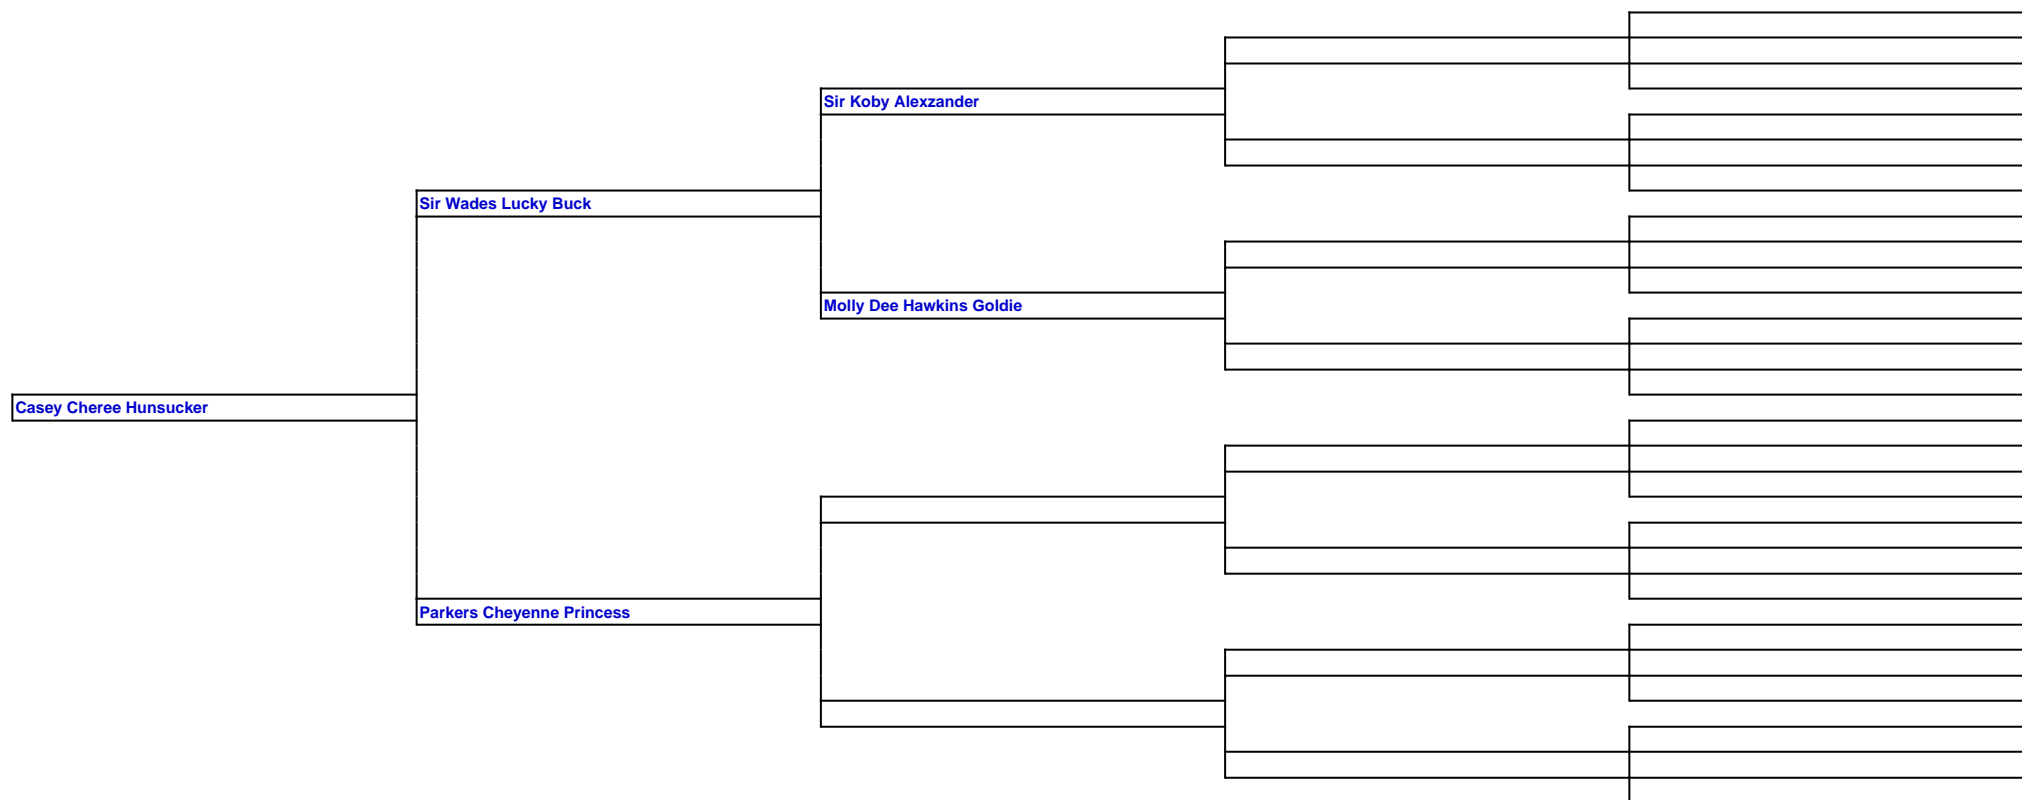 Sir Koby Alexzander
Sir Wades Lucky Buck
Molly Dee Hawkins Goldie
Casey Cheree Hunsucker
Parkers Cheyenne Princess